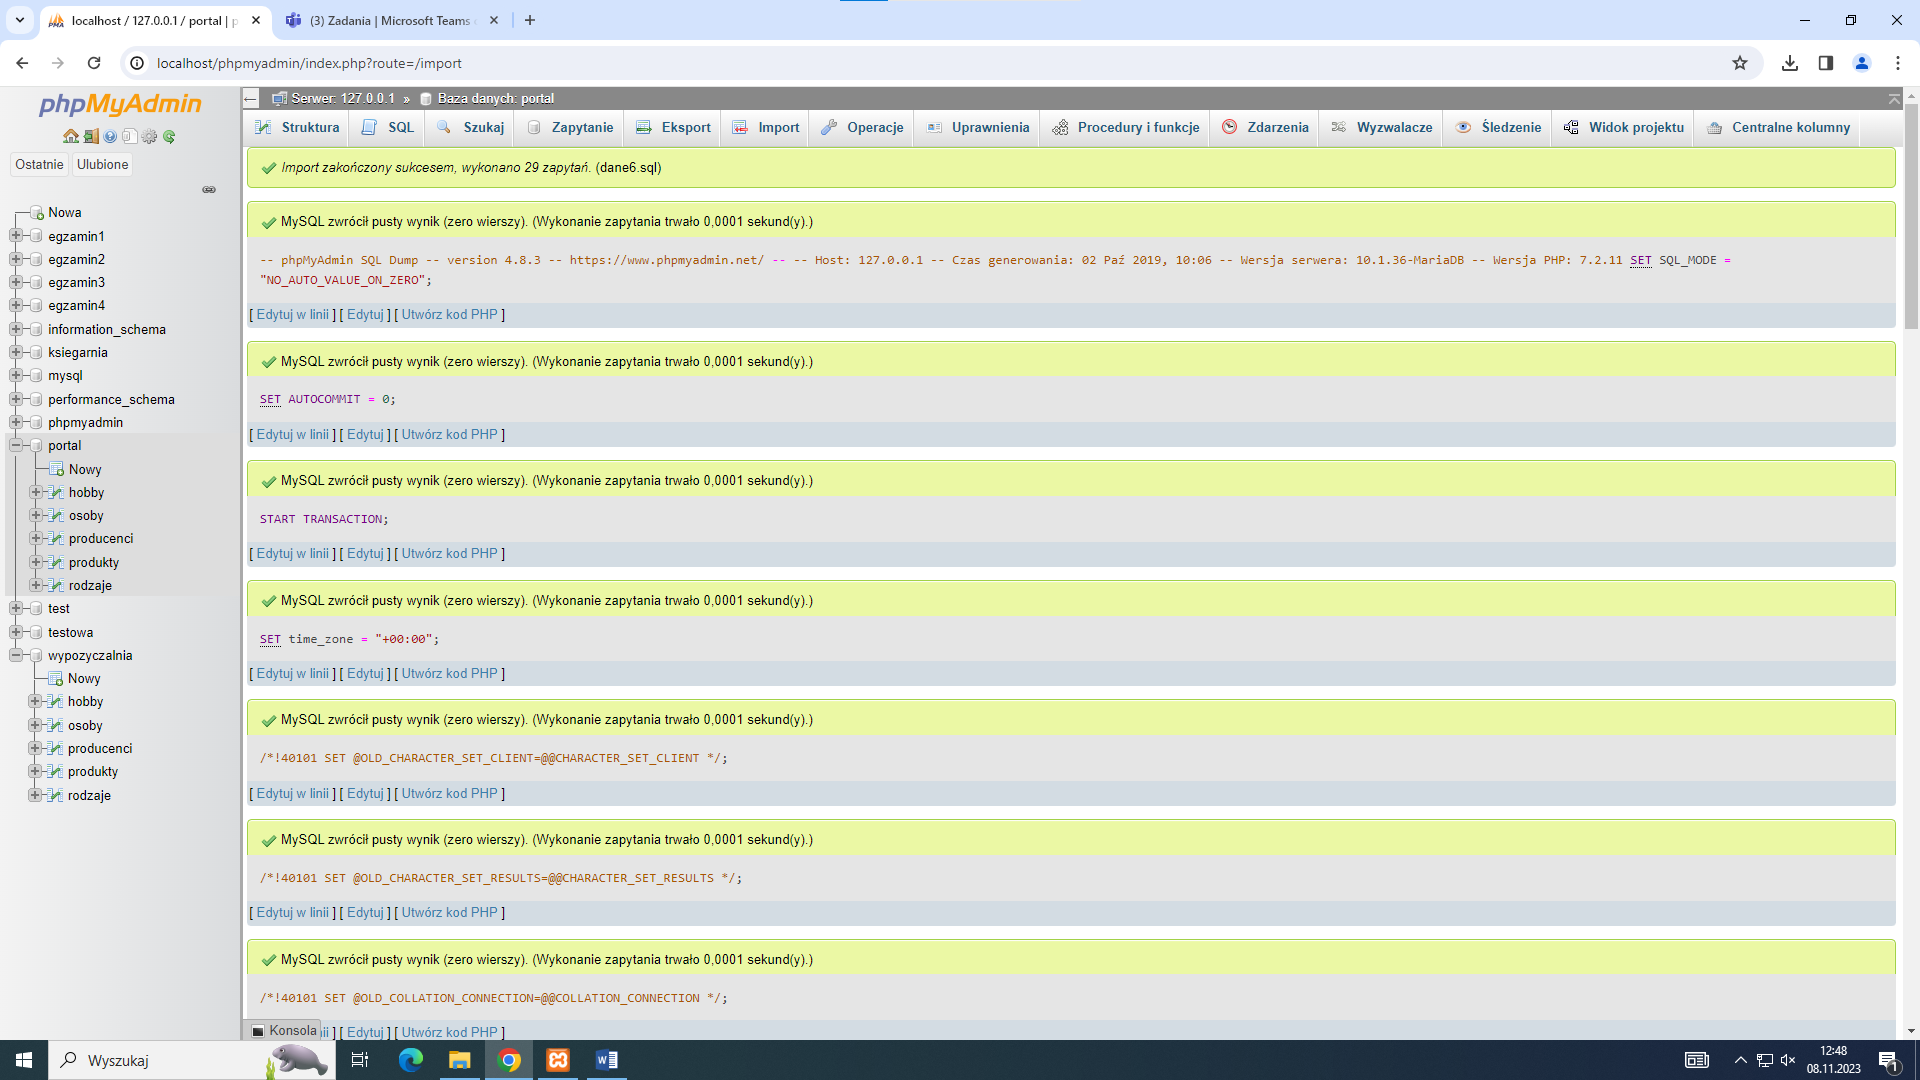 localhost / 127.0.0.1 / portal | p
(3) Zadania | Microsoft Teams
localhost/phpmyadmin/index.php?route=/import
phpMyAdmin
Ostatnie
Ulubione
Nowa
egzamin1
egzamin2
egzamin3
egzamin4
information_schema
ksiegarnia
mysql
performance_schema
phpmyadmin
portal
Nowy
hobby
osoby
producenci
produkty
rodzaje
test
testowa
wypozyczalnia
Nowy
hobby
osoby
producenci
produkty
rodzaje
Serwer: 127.0.0.1 » Baza danych: portal
Struktura SQL Szukaj Zapytanie Eksport Import Operacje Uprawnienia Procedury i funkcje Zdarzenia Wyzwalacze Śledzenie Widok projektu Centralne kolumny
Import zakończony sukcesem, wykonano 29 zapytań. (dane6.sql)
MySQL zwrócił pusty wynik (zero wierszy). (Wykonanie zapytania trwało 0,0001 sekund(y).)
-- phpMyAdmin SQL Dump -- version 4.8.3 -- https://www.phpmyadmin.net/ -- -- Host: 127.0.0.1 -- Czas generowania: 02 Paź 2019, 10:06 -- Wersja serwera: 10.1.36-MariaDB -- Wersja PHP: 7.2.11 SET SQL_MODE =
"NO_AUTO_VALUE_ON_ZERO";
[ Edytuj w linii ] [ Edytuj ] [ Utwórz kod PHP ]
MySQL zwrócił pusty wynik (zero wierszy). (Wykonanie zapytania trwało 0,0001 sekund(y).)
SET AUTOCOMMIT = 0;
[ Edytuj w linii ] [ Edytuj ] [ Utwórz kod PHP ]
MySQL zwrócił pusty wynik (zero wierszy). (Wykonanie zapytania trwało 0,0001 sekund(y).)
START TRANSACTION;
[ Edytuj w linii ] [ Edytuj ] [ Utwórz kod PHP ]
MySQL zwrócił pusty wynik (zero wierszy). (Wykonanie zapytania trwało 0,0001 sekund(y).)
SET time_zone = "+00:00";
[ Edytuj w linii ] [ Edytuj ] [ Utwórz kod PHP ]
MySQL zwrócił pusty wynik (zero wierszy). (Wykonanie zapytania trwało 0,0001 sekund(y).)
/*!40101 SET @OLD_CHARACTER_SET_CLIENT=@@CHARACTER_SET_CLIENT */;
[ Edytuj w linii ] [ Edytuj ] [ Utwórz kod PHP ]
MySQL zwrócił pusty wynik (zero wierszy). (Wykonanie zapytania trwało 0,0001 sekund(y).)
/*!40101 SET @OLD_CHARACTER_SET_RESULTS=@@CHARACTER_SET_RESULTS */;
[ Edytuj w linii ] [ Edytuj ] [ Utwórz kod PHP ]
MySQL zwrócił pusty wynik (zero wierszy). (Wykonanie zapytania trwało 0,0001 sekund(y).)
/*!40101 SET @OLD_COLLATION_CONNECTION=@@COLLATION_CONNECTION */;
Konsola ii ] [ Edytuj ] [ Utwórz kod PHP ]
Wyszukaj
12:48
08.11.2023
1